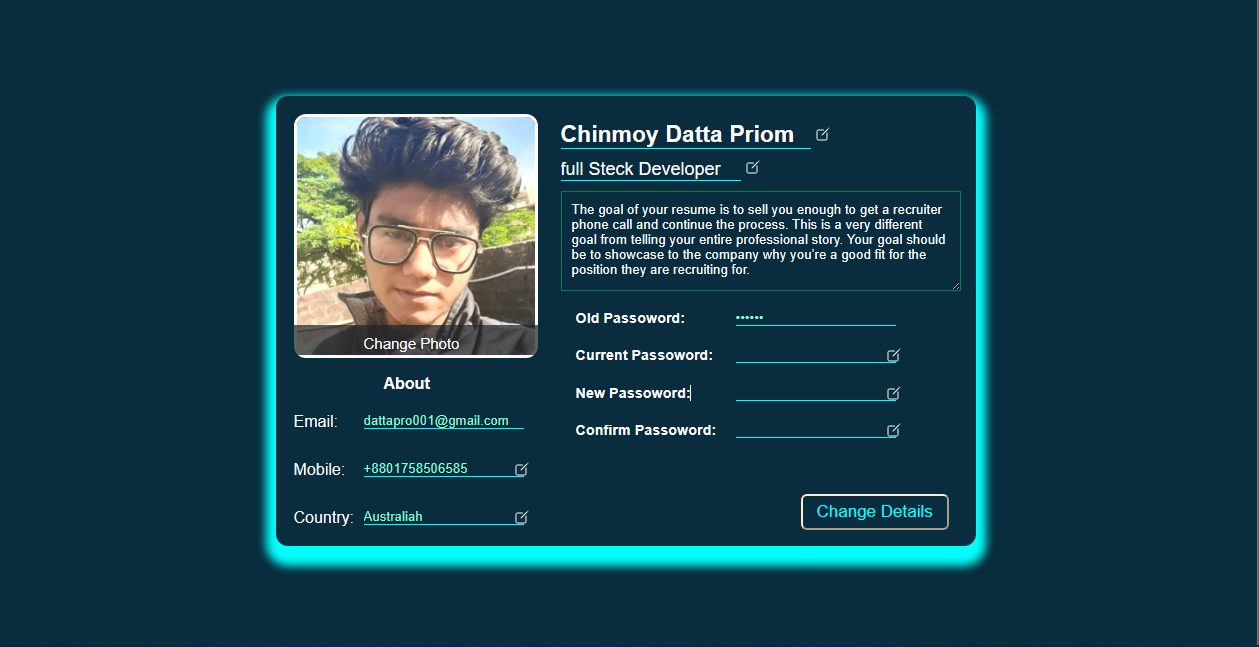 Chinmoy Datta Priom
full Steck Developer
The goal of your resume is to sell you enough to get a recruiter
phone call and continue the process. This is a very different
goal from telling your entire professional story. Your goal should
be to showcase to the company why you’re a good fit for the
position they are recruiting for.
Change Photo
About
Email: dattapro001@gmail.com
Mobile: +8801758506585
Country: Australiah
Old Passoword: ••••••
Current Passoword:
New Passoword:
Confirm Passoword:
Change Details